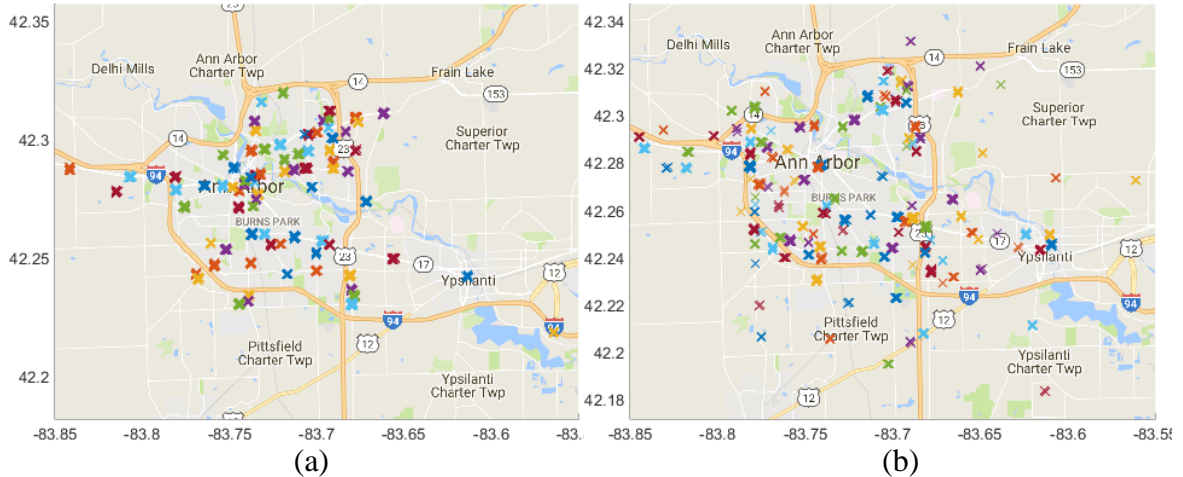 42.35
42.3
42.25
42.2
-83.85
-83.8
-83.75
-83.7
-83.65
-83.6
-83.
23
Ann Arbor
Charter Twp
Delhi Mills
14
Frain Lake
153
14
94
23
Superior
Charter Twp
Arbor
BURNS PARK
23
17
12
Ypsilanti
94
94
Pittsfield
Charter Twp
12
Ypsilanti
Charter Twp
(a)
42.34
42.32
42.3
42.28
42.26
42.24
42.22
42.2
42.18
-83.85
-83.8
-83.75
-83.7
-83.65
-83.6
-83.55
Ann Arbor
Charter Twp
Delhi Mills
14
Frain Lake
153
14
94
Superior
Charter Twp
Ann Arbor
BURNS PARK
17
12
Ypsilanti
94
94
12
Pittsfield
Charter Twp
Ypsilanti
Charter Twp
12
(b)